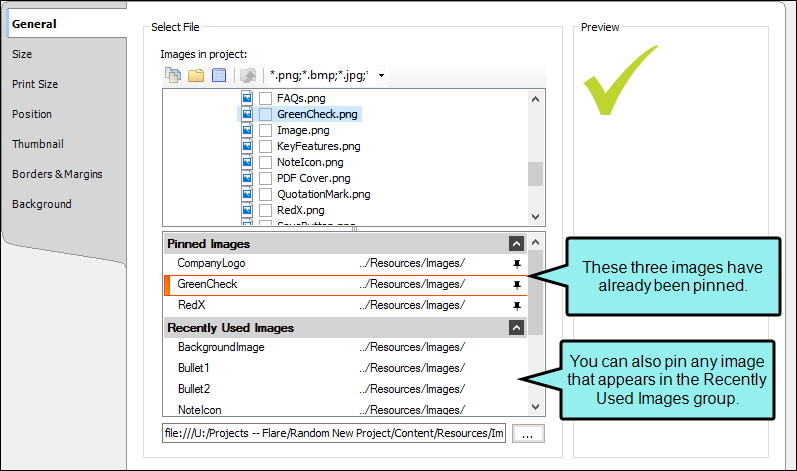 General
Size
Print Size
Position
Thumbnail
Borders & Margins
Background
Select File
Images in project:
*.png;*.bmp;*.jpg;*
FAQs.png
GreenCheck.png
Image.png
KeyFeatures.png
NoteIcon.png
PDF Cover.png
QuotationMark.png
RedX.png
SaveButton.png
Pinned Images
CompanyLogo ../Resources/Images/
GreenCheck ../Resources/Images/
RedX ../Resources/Images/
Recently Used Images
BackgroundImage ../Resources/Images/
Bullet1 ../Resources/Images/
Bullet2 ../Resources/Images/
NoteIcon ../Resources/Images/
file:///U:/Projects -- Flare/Random New Project/Content/Resources/Im
...
Preview
These three images have
already been pinned.
You can also pin any image
that appears in the Recently
Used Images group.